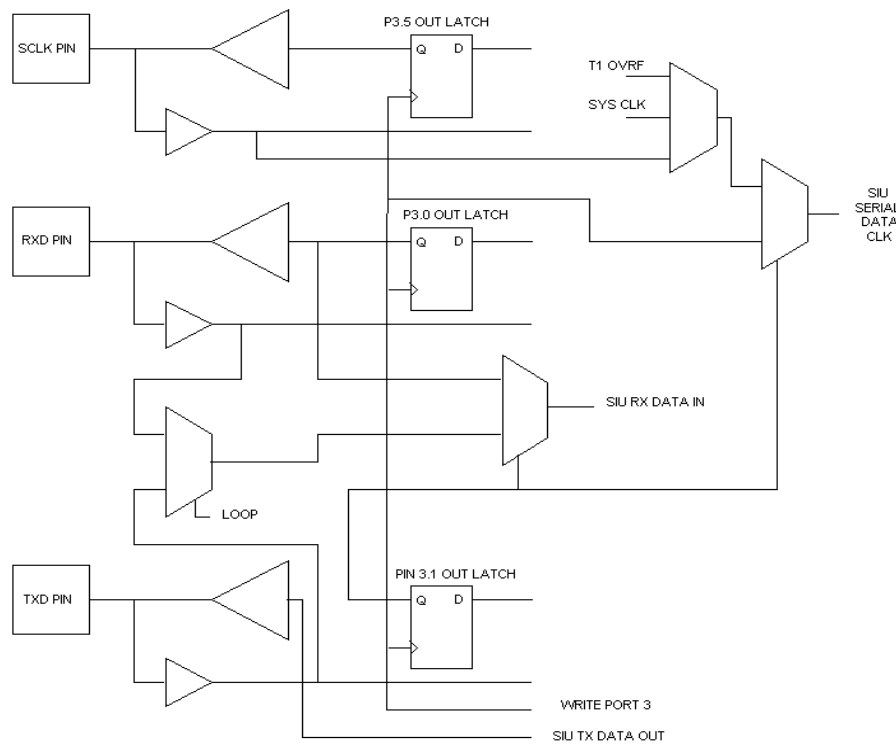 P3.5 OUT LATCH
SCLK PIN
Q D
T1 OVRF
SYS CLK
SIU
SERIAL
DATA
CLK
P3.0 OUT LATCH
RXD PIN
Q D
SIU RX DATA IN
LOOP
PIN 3.1 OUT LATCH
TXD PIN
Q D
WRITE PORT 3
SIU TX DATA OUT